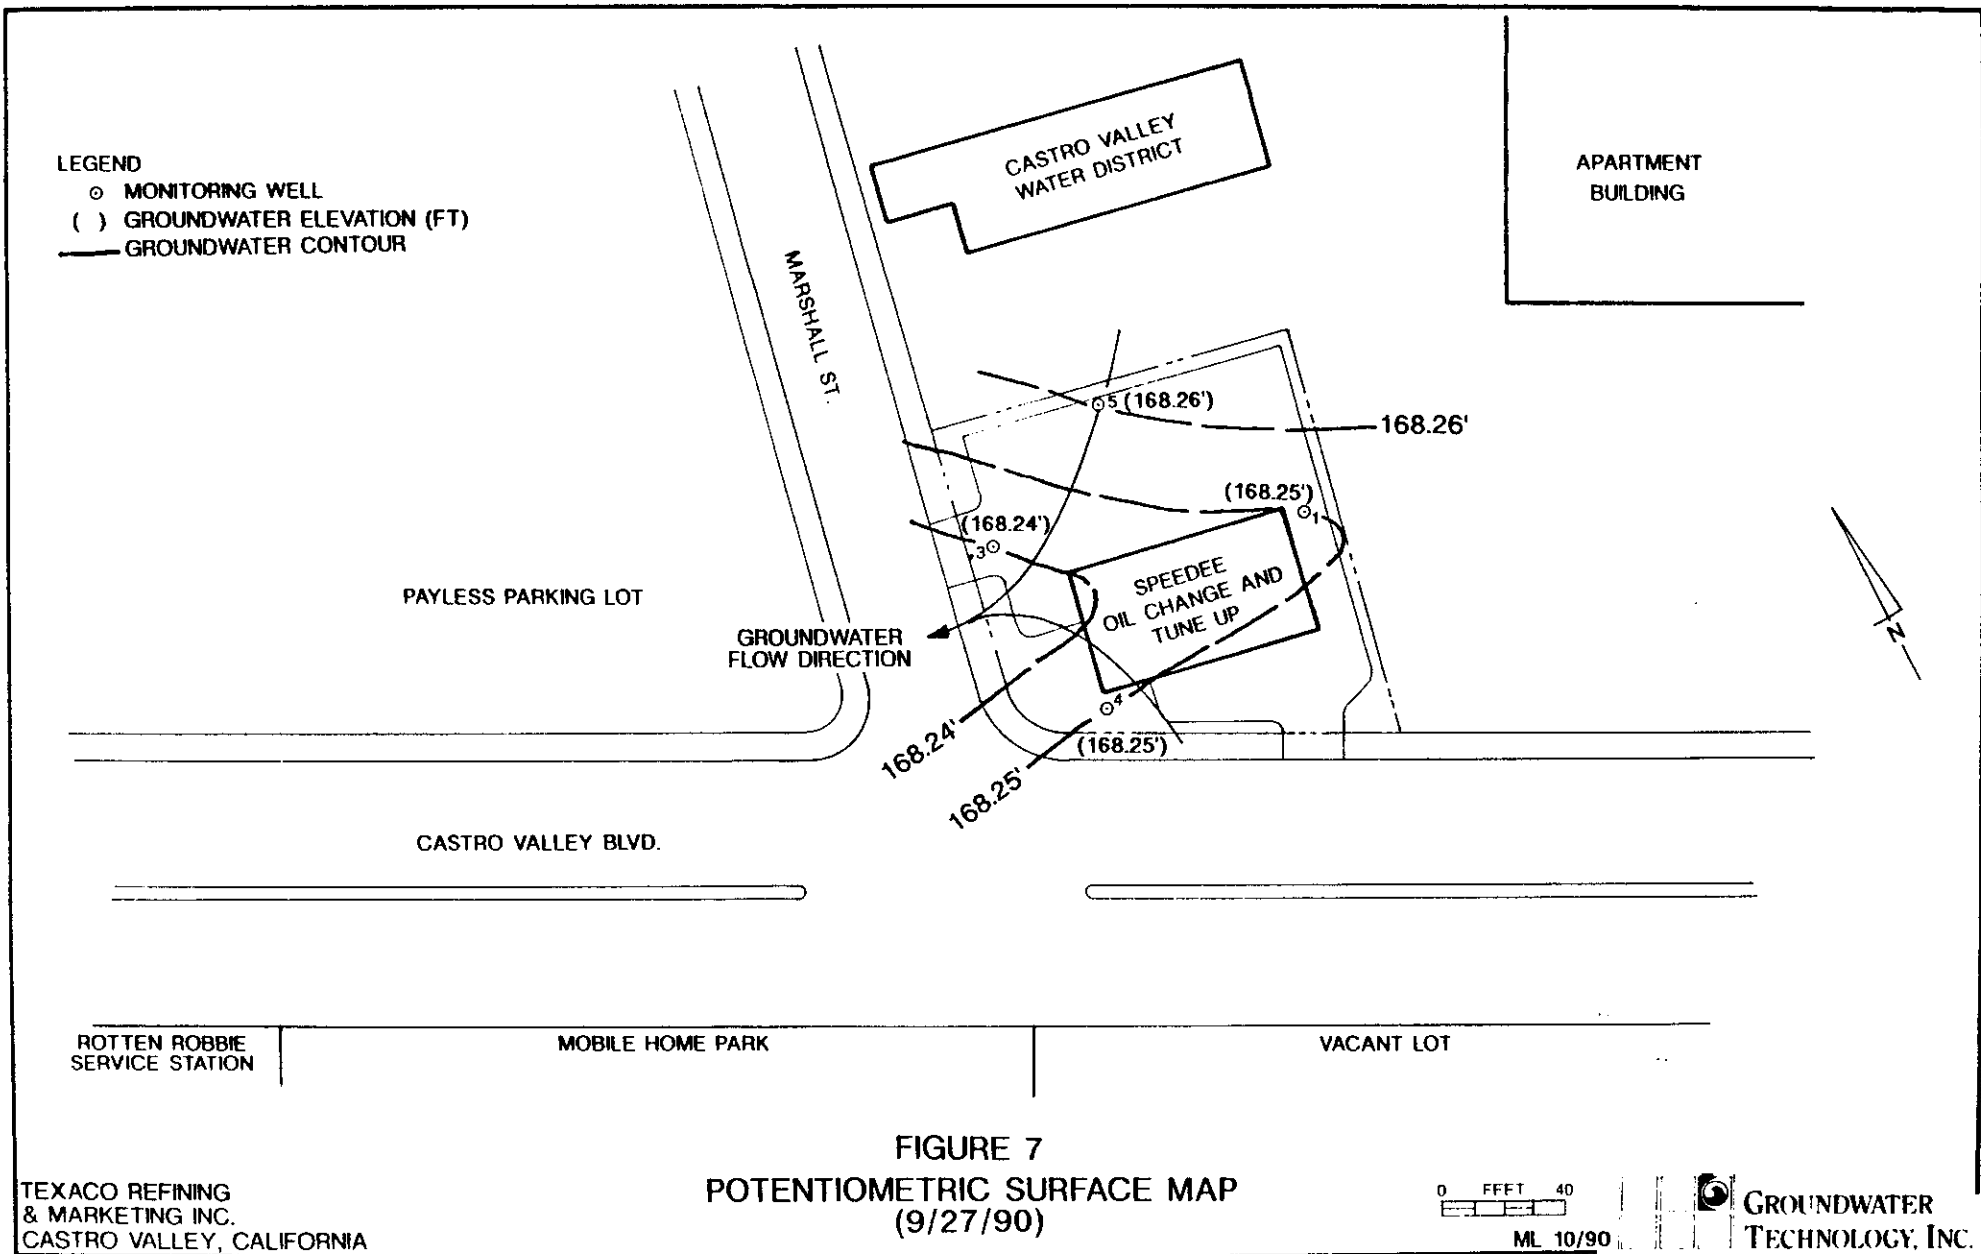 LEGEND
⊙ MONITORING WELL
( ) GROUNDWATER ELEVATION (FT)
GROUNDWATER CONTOUR
CASTRO VALLEY
WATER DISTRICT
APARTMENT
BUILDING
MARSHALL ST.
5 (168.26')
168.26'
(168.25')
1
(168.24')
3
SPEEDEE
OIL CHANGE AND
TUNE UP
PAYLESS PARKING LOT
GROUNDWATER
FLOW DIRECTION
N
4
(168.25')
168.24'
168.25'
CASTRO VALLEY BLVD.
ROTTEN ROBBIE
SERVICE STATION
MOBILE HOME PARK
VACANT LOT
FIGURE 7
POTENTIOMETRIC SURFACE MAP
(9/27/90)
TEXACO REFINING
& MARKETING INC.
CASTRO VALLEY, CALIFORNIA
0 FEET 40
ML 10/90
GROUNDWATER
TECHNOLOGY, INC.